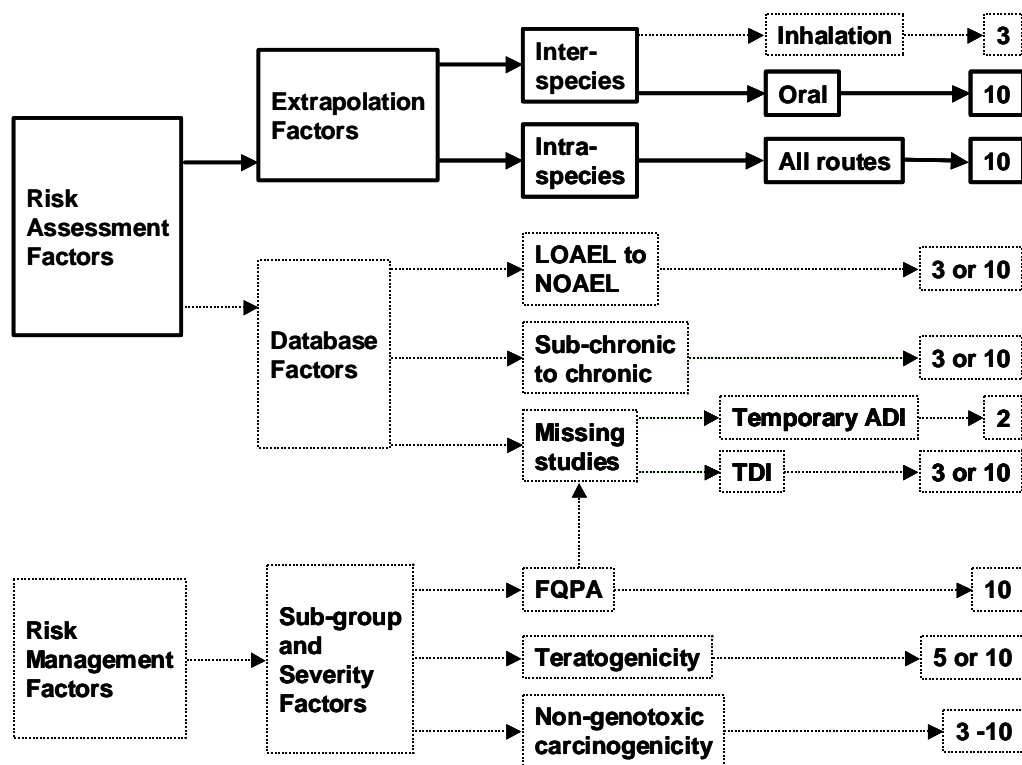 Risk
Assessment
Factors
Extrapolation
Factors
Inter-
species
Inhalation
3
Oral
10
Intra-
species
All routes
10
Database
Factors
LOAEL to
NOAEL
3 or 10
Sub-chronic
to chronic
3 or 10
Missing
studies
Temporary ADI
2
TDI
3 or 10
Risk
Management
Factors
Sub-group
and
Severity
Factors
FQPA
10
Teratogenicity
5 or 10
Non-genotoxic
carcinogenicity
3 -10